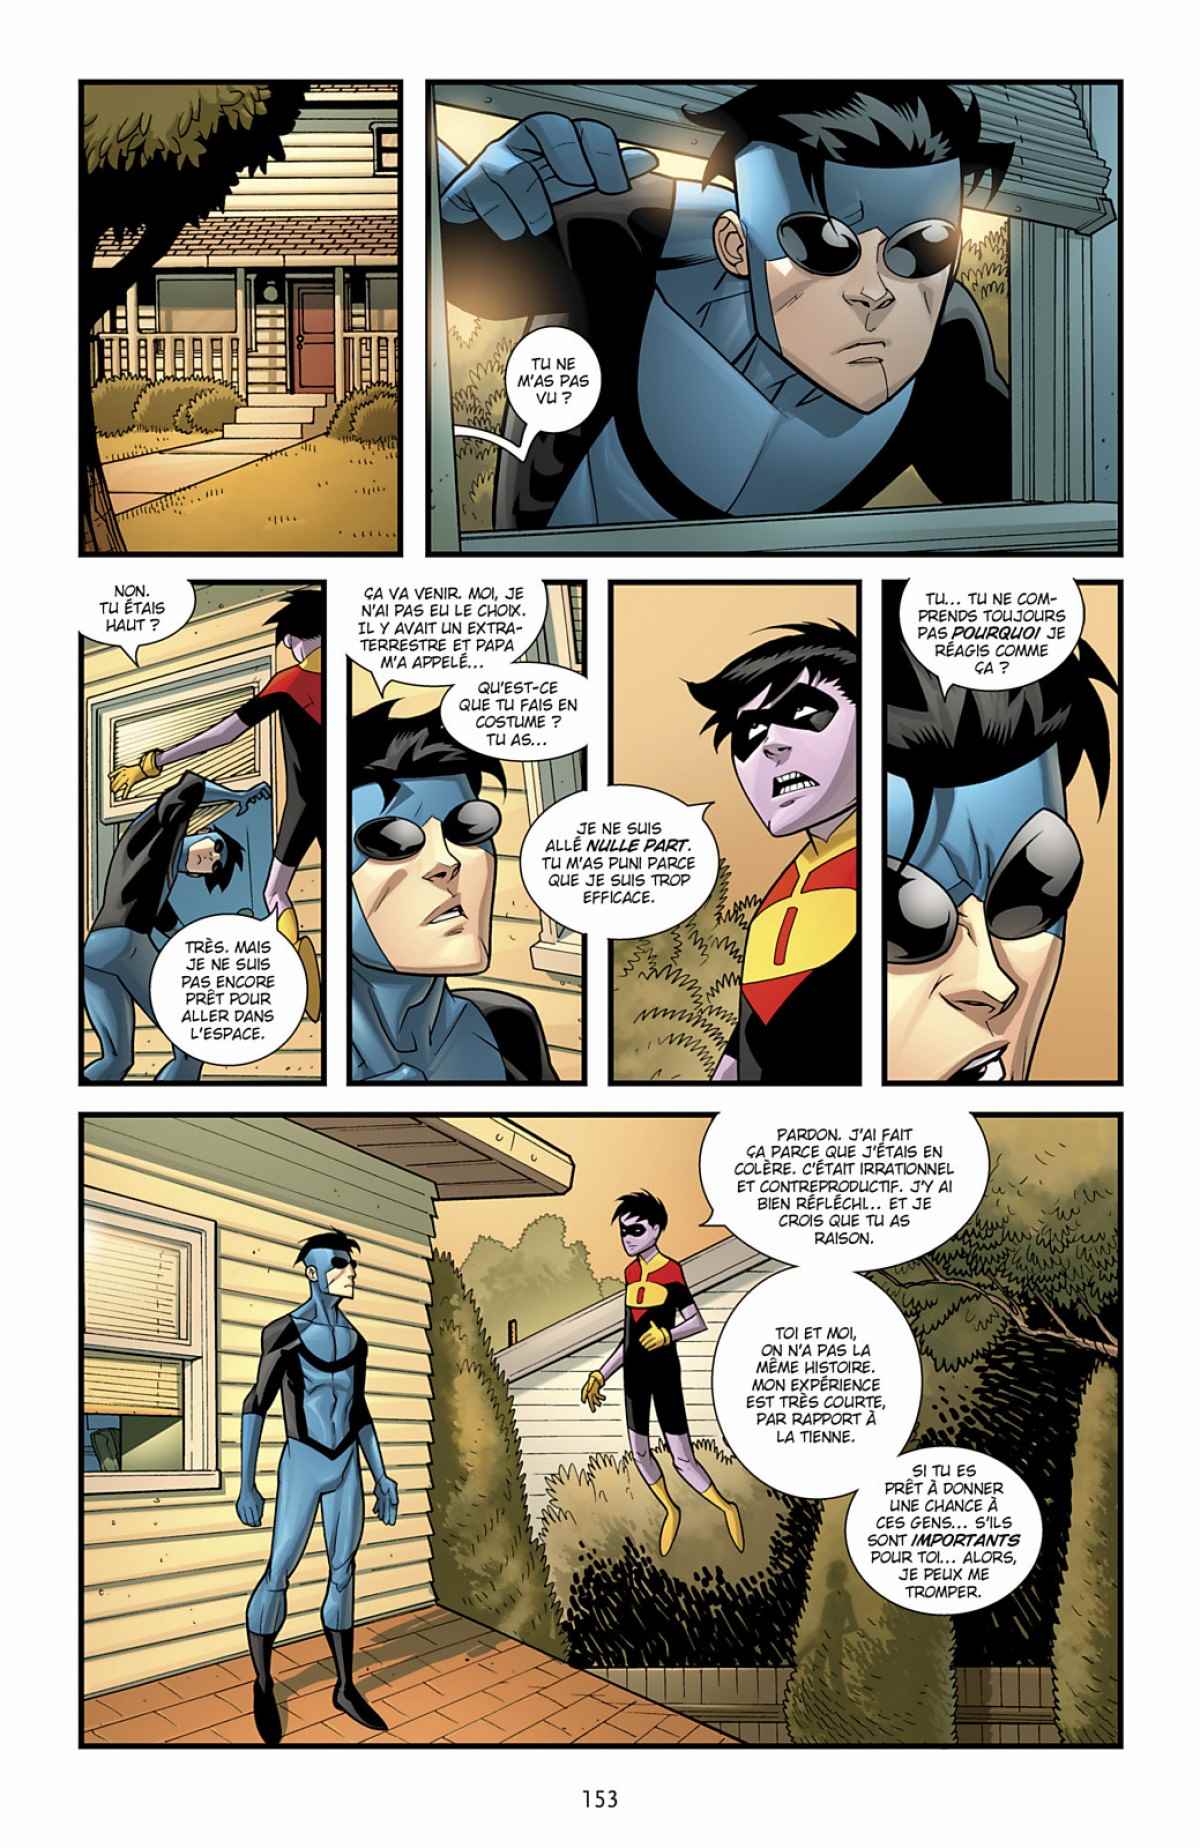 TU NE
M'AS PAS
VU ?
NON.
TU ÉTAIS
HAUT ?
TRÈS. MAIS
JE NE SUIS
PAS ENCORE
PRÊT POUR
ALLER DANS
L'ESPACE.
ÇA VA VENIR. MOI, JE
N'AI PAS EU LE CHOIX.
IL Y AVAIT UN EXTRA-
TERRESTRE ET PAPA
M'A APPELÉ...
QU'EST-CE
QUE TU FAIS EN
COSTUME ?
TU AS...
JE NE SUIS
ALLÉ NULLE PART.
TU M'AS PUNI PARCE
QUE JE SUIS TROP
EFFICACE.
TU... TU NE COM-
PRENDS TOUJOURS
PAS POURQUOI JE
RÉAGIS COMME
ÇA ?
PARDON. J'AI FAIT
ÇA PARCE QUE J'ÉTAIS EN
COLÈRE. C'ÉTAIT IRRATIONNEL
ET CONTREPRODUCTIF. J'Y AI
BIEN RÉFLÉCHI... ET JE
CROIS QUE TU AS
RAISON.
TOI ET MOI,
ON N'A PAS LA
MÊME HISTOIRE.
MON EXPÉRIENCE
EST TRÈS COURTE,
PAR RAPPORT À
LA TIENNE.
SI TU ES
PRÊT À DONNER
UNE CHANCE À
CES GENS... S'ILS
SONT IMPORTANTS
POUR TOI... ALORS,
JE PEUX ME
TROMPER.
153